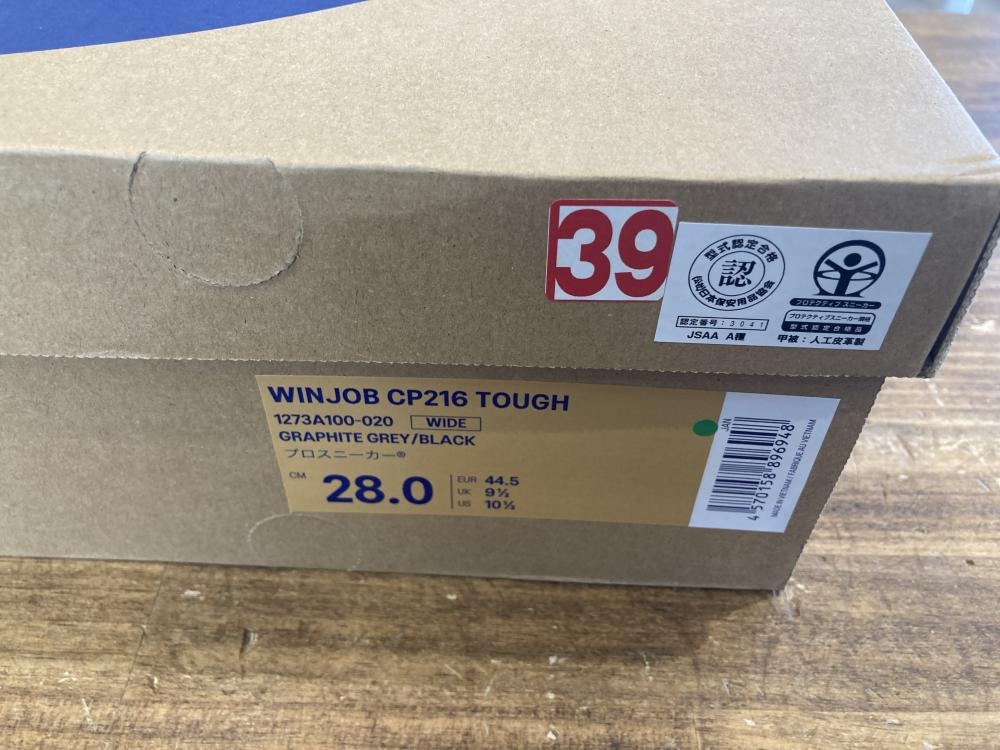 39
型式認定合格
認
(公社)日本保安用品協会
認定番号:3041
JSAA A種
プロテクティブ スニーカー
プロテクティブスニーカー規格
型式認定合格品
甲被:人工皮革製
WINJOB CP216 TOUGH
1273A100-020 WIDE
GRAPHITE GREY/BLACK
プロスニーカー®
CM 28.0
EUR 44.5
UK 9½
US 10½
JAN
4 570158 896948
MADE IN VIETNAM / FABRIQUE AU VIETNAM